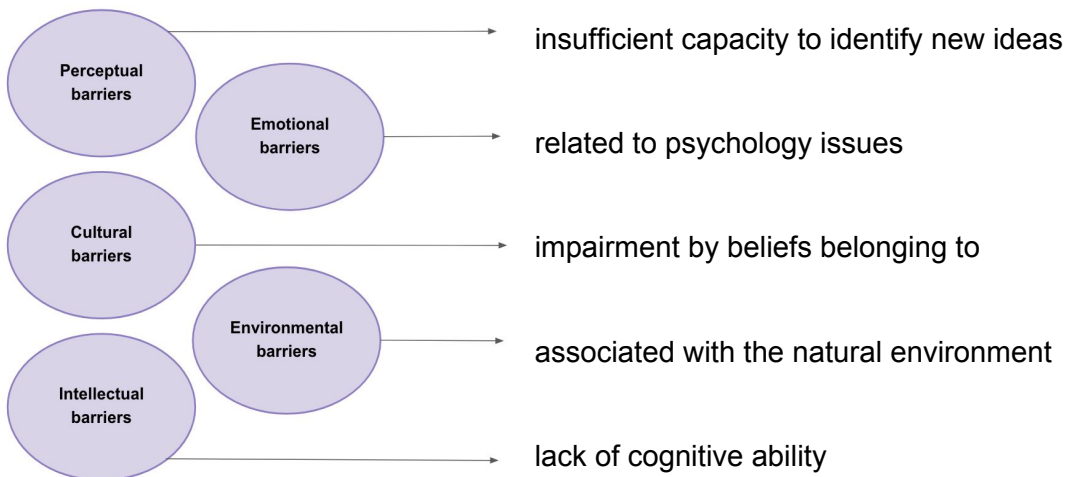 Perceptual
barriers
insufficient capacity to identify new ideas
Emotional
barriers
related to psychology issues
Cultural
barriers
impairment by beliefs belonging to
Environmental
barriers
associated with the natural environment
Intellectual
barriers
lack of cognitive ability